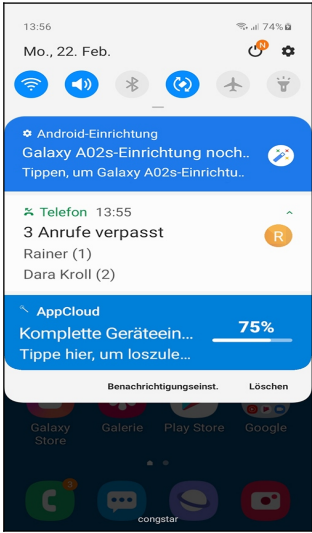 13:56
74%
Mo., 22. Feb.
N
Android-Einrichtung
Galaxy A02s-Einrichtung noch..
Tippen, um Galaxy A02s-Einrichtu..
Telefon 13:55
3 Anrufe verpasst
R
Rainer (1)
Dara Kroll (2)
AppCloud
Komplette Geräteein...
75%
Tippe hier, um loszule...
Benachrichtigungseinst. Löschen
Galaxy Store
Galerie
Play Store
Google
3
congstar